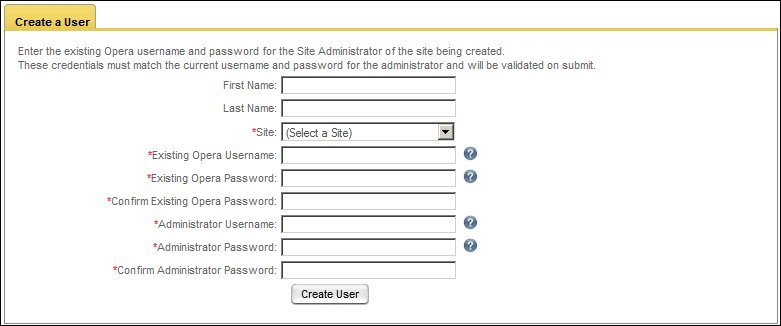 Create a User
Enter the existing Opera username and password for the Site Administrator of the site being created.
These credentials must match the current username and password for the administrator and will be validated on submit.
First Name:
Last Name:
*Site: (Select a Site)
*Existing Opera Username: ?
*Existing Opera Password: ?
*Confirm Existing Opera Password:
*Administrator Username: ?
*Administrator Password: ?
*Confirm Administrator Password:
Create User